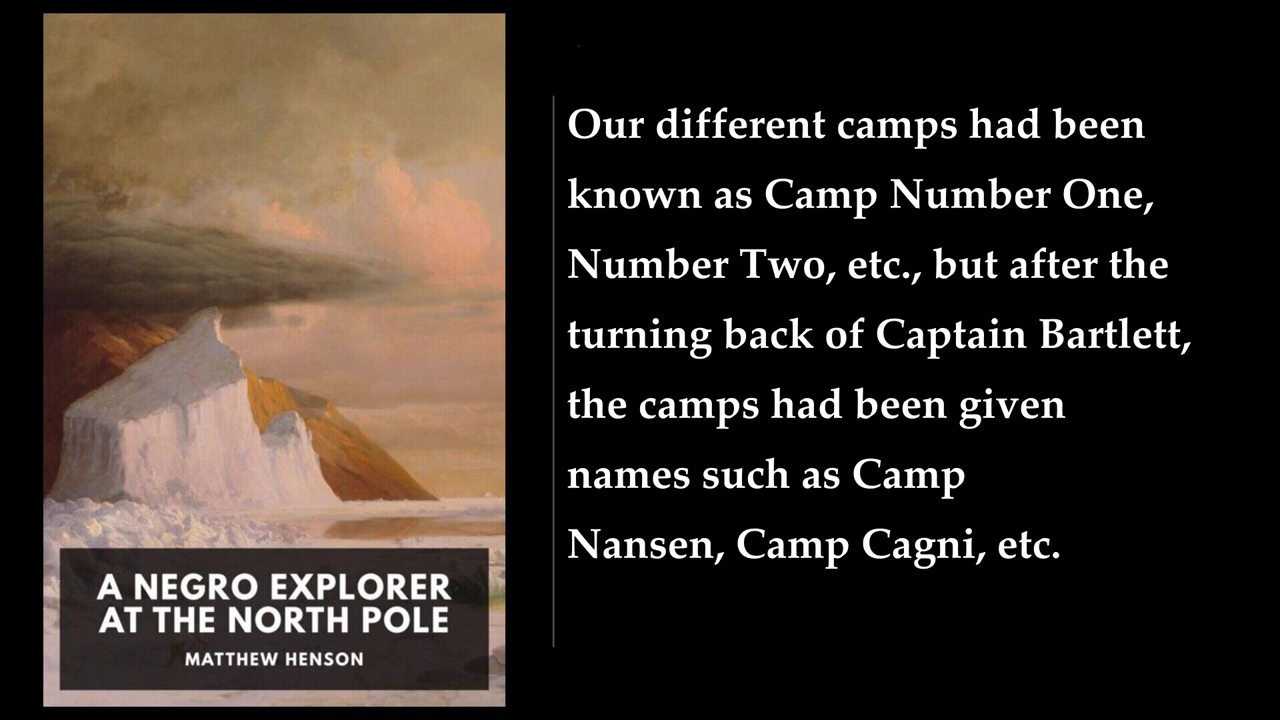 A NEGRO EXPLORER
AT THE NORTH POLE
MATTHEW HENSON
Our different camps had been
known as Camp Number One,
Number Two, etc., but after the
turning back of Captain Bartlett,
the camps had been given
names such as Camp
Nansen, Camp Cagni, etc.